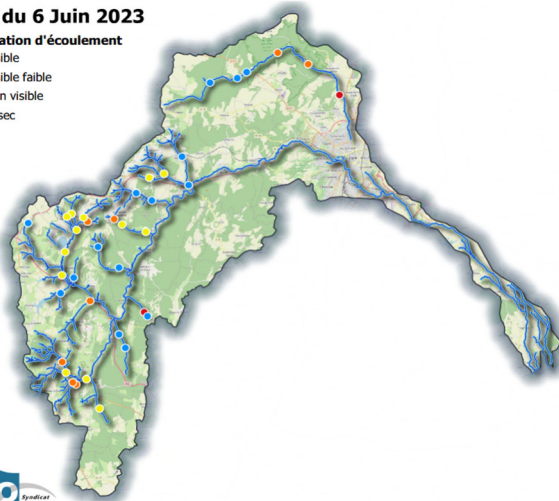 du 6 Juin 2023
ation d'écoulement
ible
ible faible
n visible
sec
Syndicat